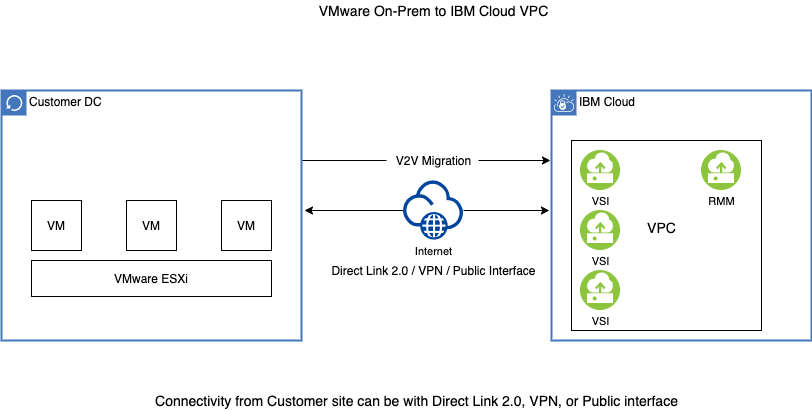 VMware On-Prem to IBM Cloud VPC
Customer DC
IBM Cloud
V2V Migration
VSI
RMM
VM
VM
VM
VPC
Internet
VSI
Direct Link 2.0 / VPN / Public Interface
VMware ESXi
VSI
Connectivity from Customer site can be with Direct Link 2.0, VPN, or Public interface